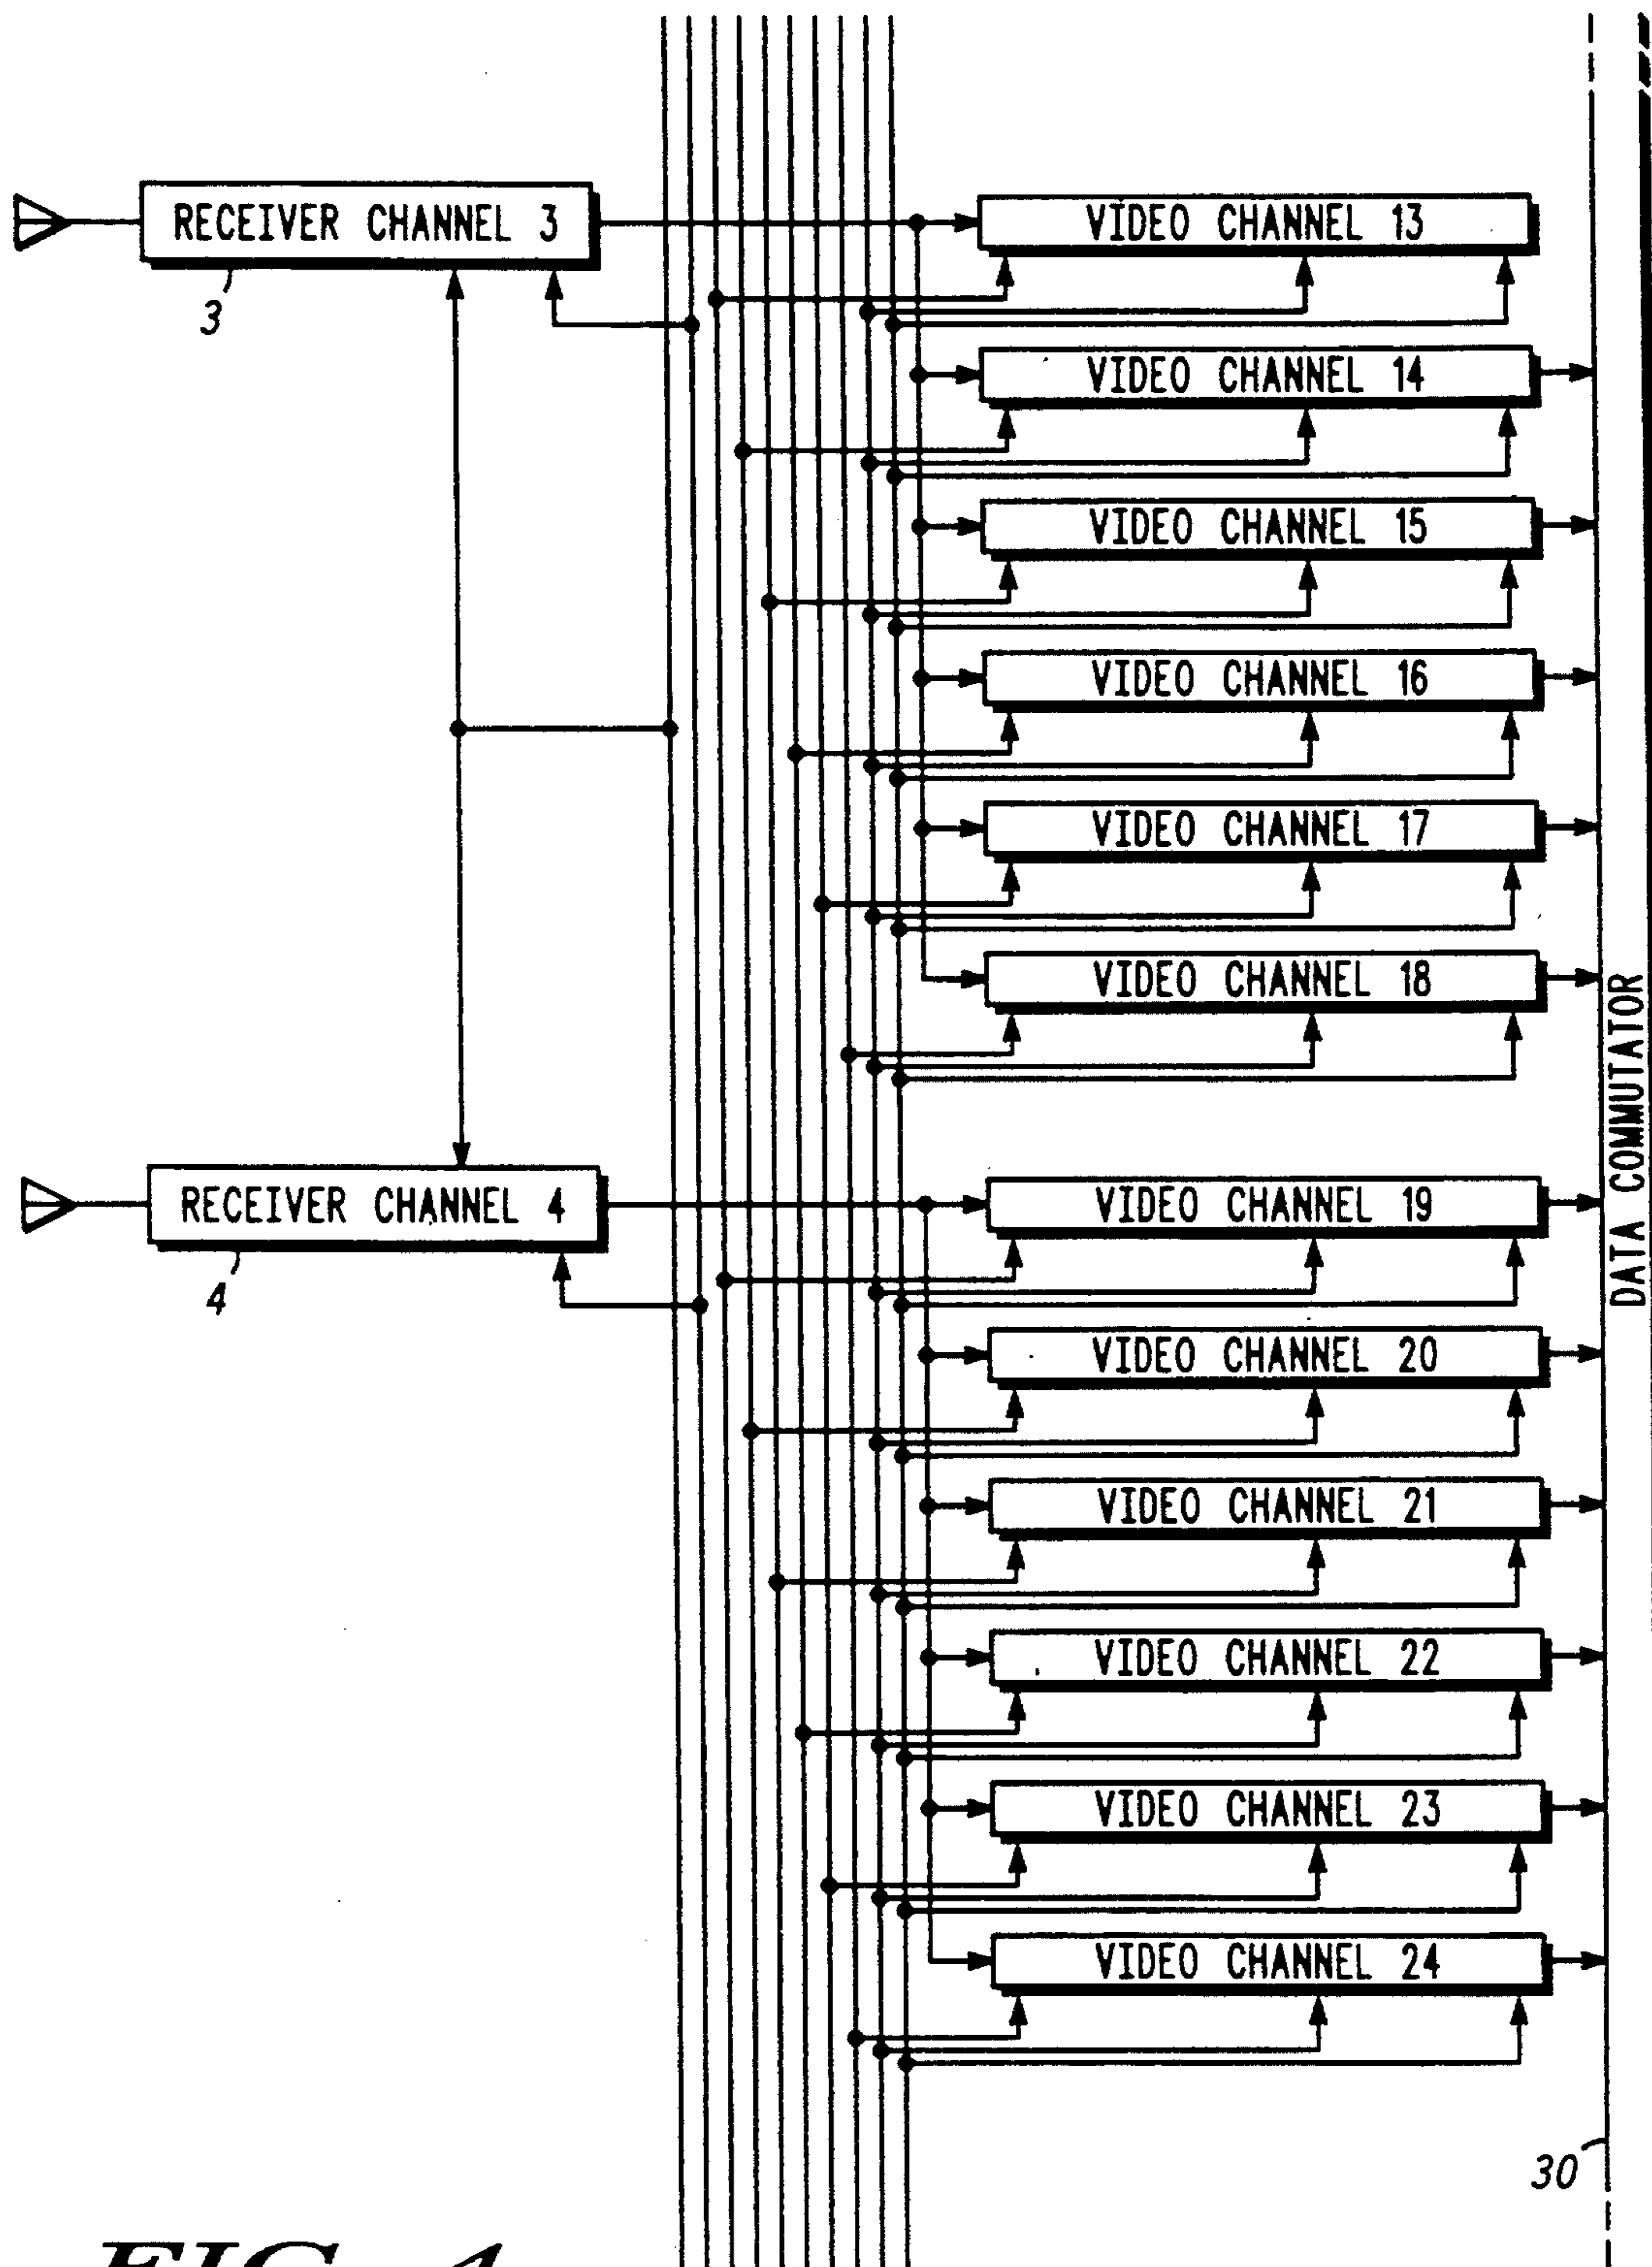 RECEIVER CHANNEL 3
3
VIDEO CHANNEL 13
VIDEO CHANNEL 14
VIDEO CHANNEL 15
VIDEO CHANNEL 16
VIDEO CHANNEL 17
VIDEO CHANNEL 18
RECEIVER CHANNEL 4
4
VIDEO CHANNEL 19
VIDEO CHANNEL 20
VIDEO CHANNEL 21
VIDEO CHANNEL 22
VIDEO CHANNEL 23
VIDEO CHANNEL 24
DATA COMMUTATOR
30